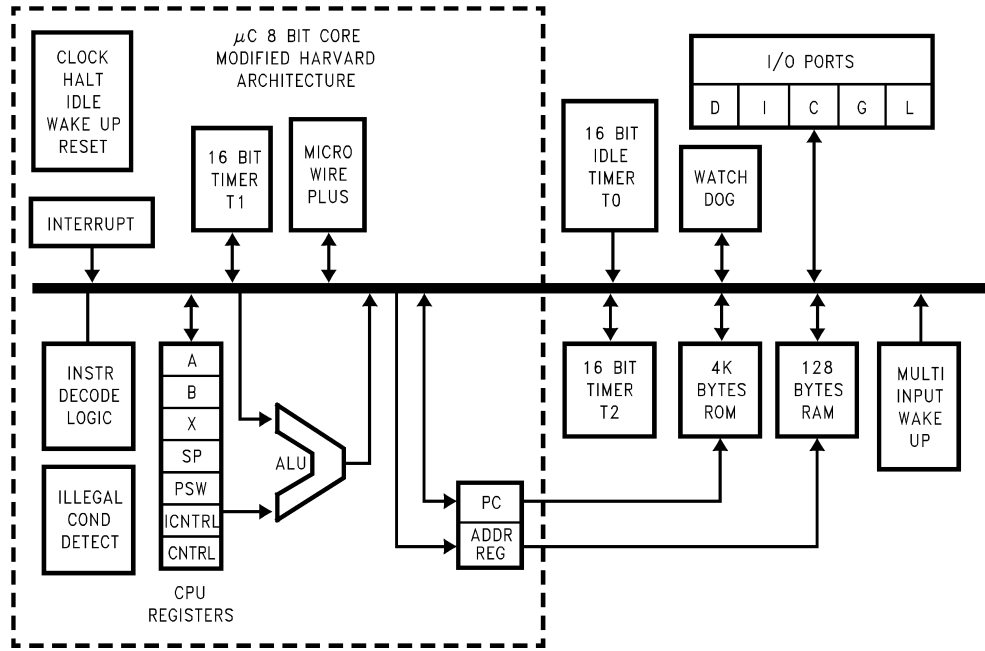 μC 8 BIT CORE
MODIFIED HARVARD
ARCHITECTURE
CLOCK
HALT
IDLE
WAKE UP
RESET
INTERRUPT
16 BIT
TIMER
T1
MICRO
WIRE
PLUS
16 BIT
IDLE
TIMER
T0
WATCH
DOG
I/O PORTS
D I C G L
INSTR
DECODE
LOGIC
ILLEGAL
COND
DETECT
A
B
X
SP
PSW
ICNTRL
CNTRL
CPU
REGISTERS
ALU
PC
ADDR
REG
16 BIT
TIMER
T2
4K
BYTES
ROM
128
BYTES
RAM
MULTI
INPUT
WAKE
UP